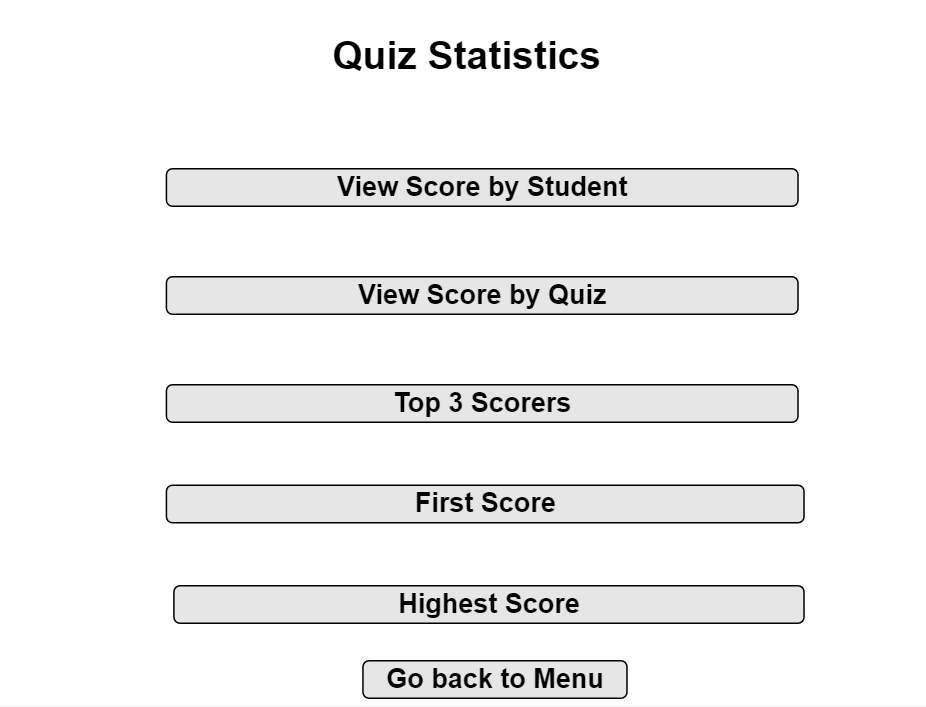 Quiz Statistics
View Score by Student
View Score by Quiz
Top 3 Scorers
First Score
Highest Score
Go back to Menu